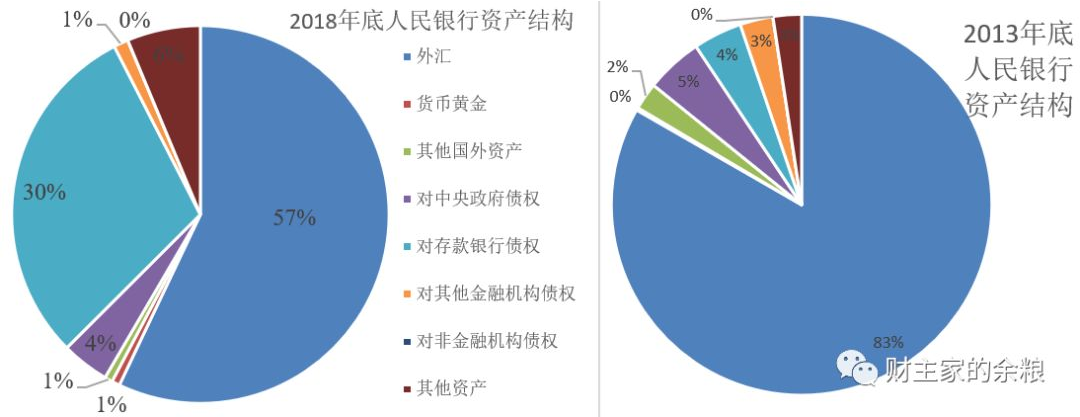 1%
0%
2018年底人民银行资产结构
6%
30%
57%
4%
1%
1%
外汇
货币黄金
其他国外资产
对中央政府债权
对存款银行债权
对其他金融机构债权
对非金融机构债权
其他资产
0%
2%
0%
5%
4%
3%
83%
2013年底
人民银行
资产结构
财主家的余粮